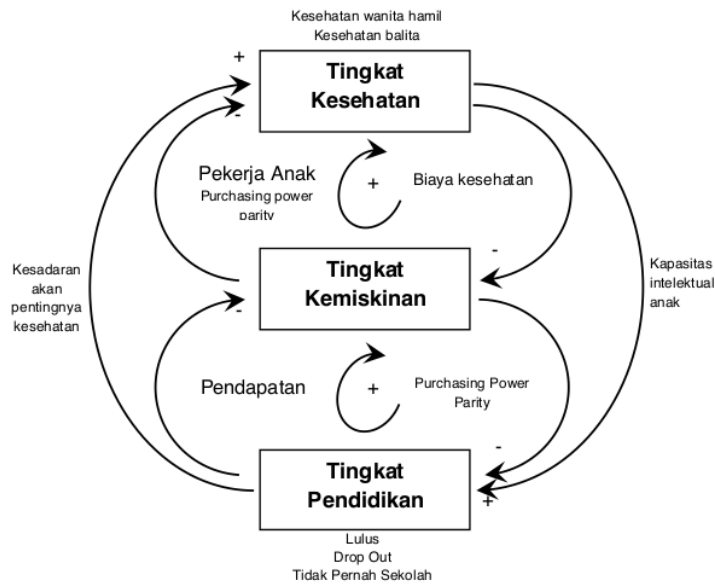 Kesehatan wanita hamil
Kesehatan balita
+
Tingkat
Kesehatan
-
Pekerja Anak
Purchasing power
parity
+
Biaya kesehatan
-
Kesadaran
akan
pentingnya
kesehatan
Tingkat
Kemiskinan
Kapasitas
intelektual
anak
-
Pendapatan
+
Purchasing Power
Parity
-
Tingkat
Pendidikan
+
Lulus
Drop Out
Tidak Pernah Sekolah